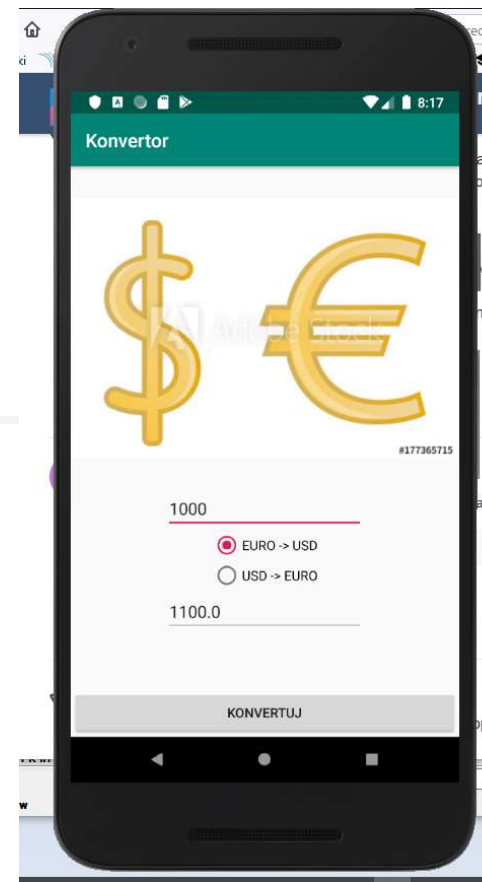 8:17
Konvertor
Adobe Stock
#177365715
1000
EURO -> USD
USD -> EURO
1100.0
KONVERTUJ